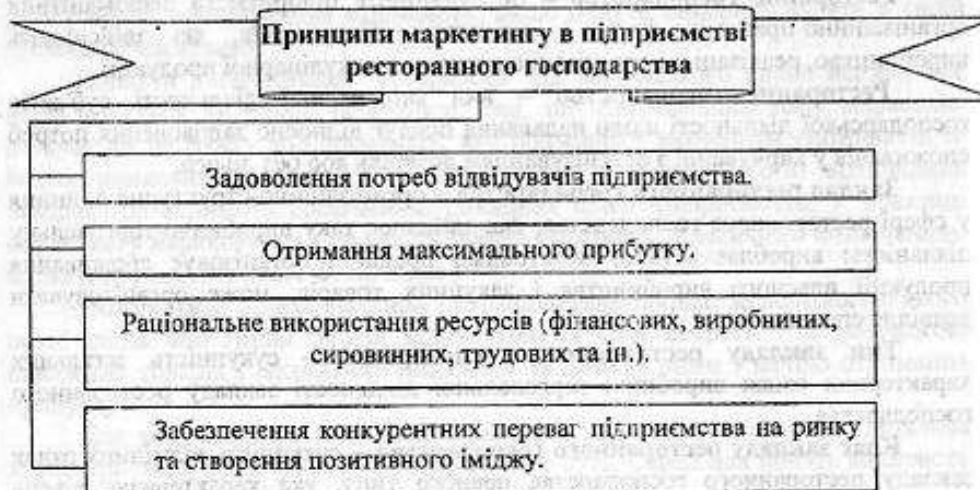 Принципи маркетингу в підприємстві
ресторанного господарства
Задоволення потреб відвідувачів підприємства.
Отримання максимального прибутку.
Раціональне використання ресурсів (фінансових, виробничих,
сировинних, трудових та ін.).
Забезпечення конкурентних переваг підприємства на ринку
та створення позитивного іміджу.